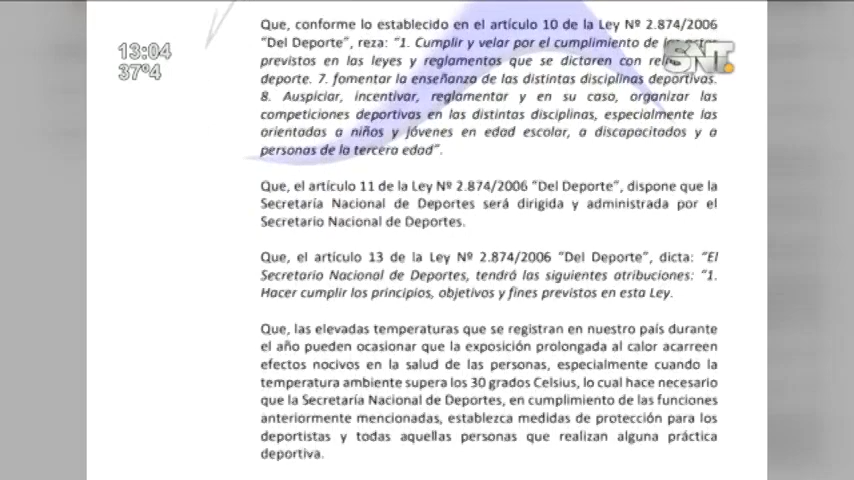 Que, conforme lo establecido en el artículo 10 de la Ley Nº 2.874/2006
“Del Deporte”, reza: “1. Cumplir y velar por el cumplimiento de
previstos en las leyes y reglamentos que se dictaren con
deporte. 7. fomentar la enseñanza de las distintas disciplinas deportivas.
8. Auspiciar, incentivar, reglamentar y en su caso, organizar las
competiciones deportivas en las distintas disciplinas, especialmente las
orientadas a niños y jóvenes en edad escolar, a discapacitados y a
personas de la tercera edad”.
Que, el artículo 11 de la Ley Nº 2.874/2006 “Del Deporte”, dispone que la
Secretaría Nacional de Deportes será dirigida y administrada por el
Secretario Nacional de Deportes.
Que, el artículo 13 de la Ley Nº 2.874/2006 “Del Deporte”, dicta: “El
Secretario Nacional de Deportes, tendrá las siguientes atribuciones: “1.
Hacer cumplir los principios, objetivos y fines previstos en esta Ley.
Que, las elevadas temperaturas que se registran en nuestro país durante
el año pueden ocasionar que la exposición prolongada al calor acarreen
efectos nocivos en la salud de las personas, especialmente cuando la
temperatura ambiente supera los 30 grados Celsius, lo cual hace necesario
que la Secretaría Nacional de Deportes, en cumplimiento de las funciones
anteriormente mencionadas, establezca medidas de protección para los
deportistas y todas aquellas personas que realizan alguna práctica
deportiva.
13:04
37º4
SNT